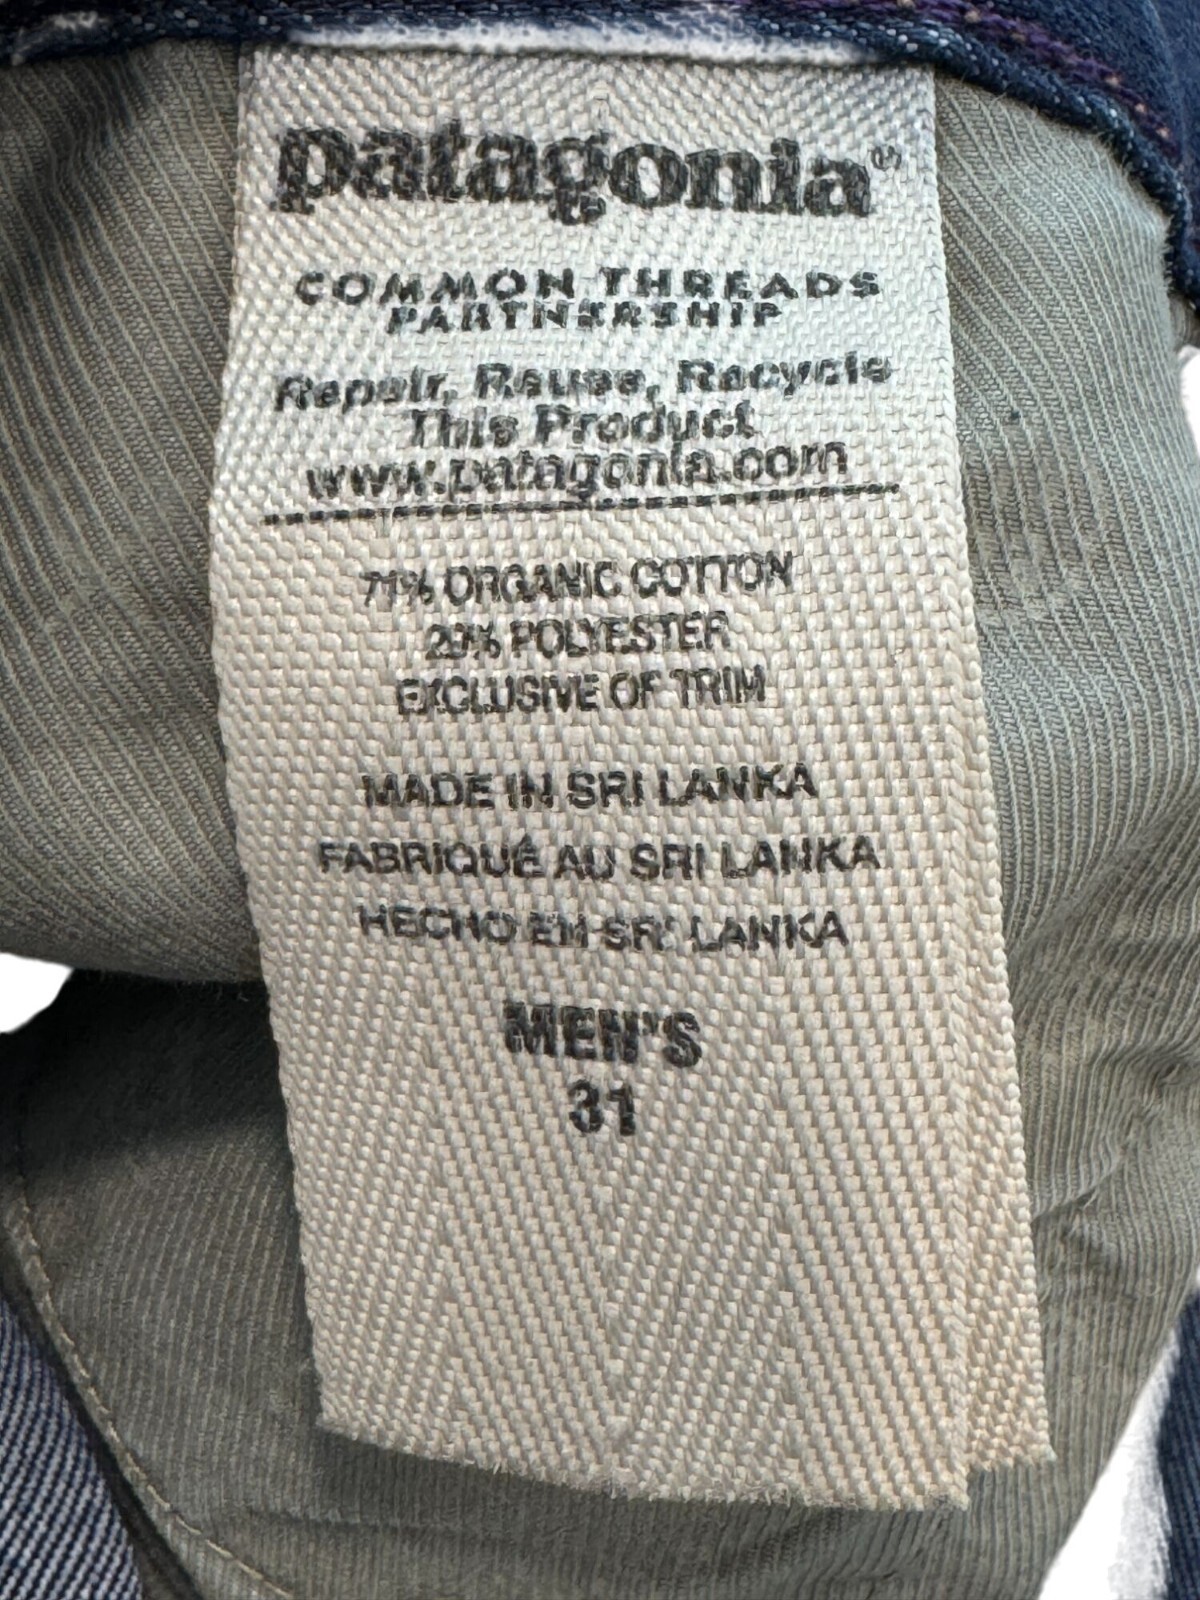 patagonia®
COMMON THREADS
PARTNERSHIP
Repair, Reuse, Recycle
This Product
www.patagonia.com
71% ORGANIC COTTON
29% POLYESTER
EXCLUSIVE OF TRIM
MADE IN SRI LANKA
FABRIQUÉ AU SRI LANKA
HECHO EN SRI LANKA
MEN'S
31